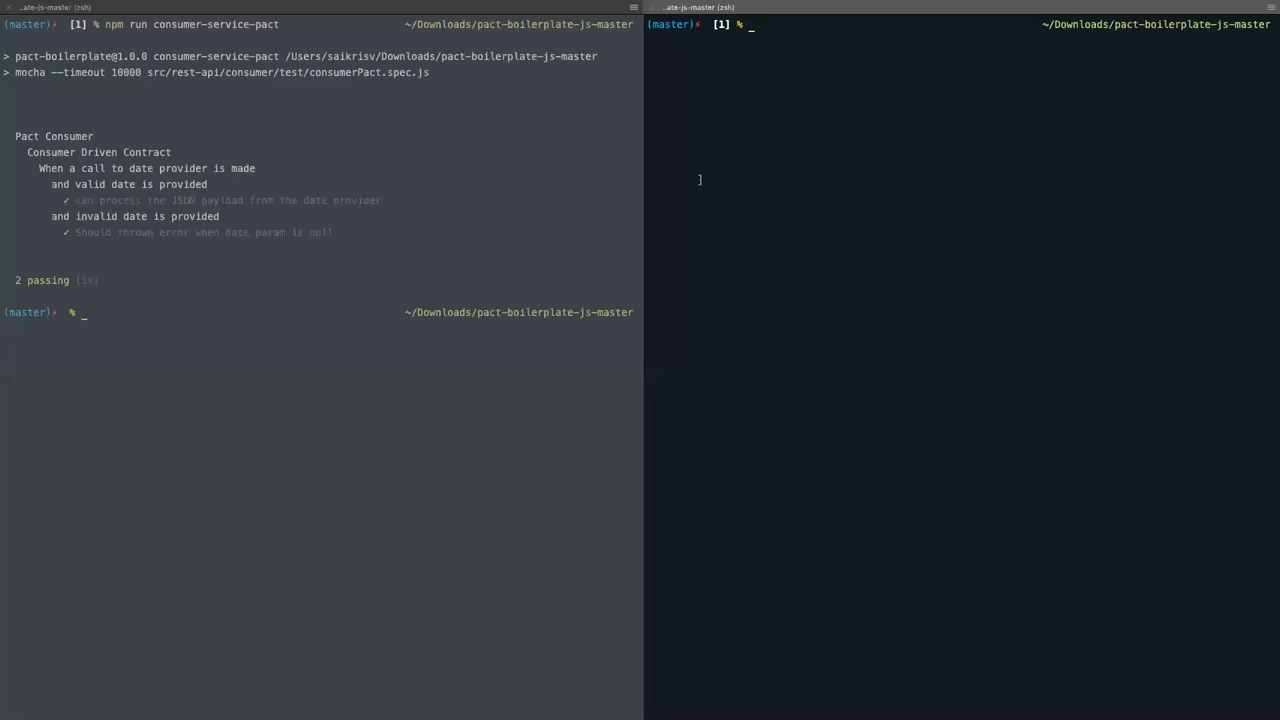 ..ate-js-master (zsh)
(master)⚡ [1] % npm run consumer-service-pact ~/Downloads/pact-boilerplate-js-master
> pact-boilerplate@1.0.0 consumer-service-pact /Users/saikrisv/Downloads/pact-boilerplate-js-master
> mocha --timeout 10000 src/rest-api/consumer/test/consumerPact.spec.js
Pact Consumer
Consumer Driven Contract
When a call to date provider is made
and valid date is provided
✓ can process the JSON payload from the date provider
and invalid date is provided
✓ Should thrown error when date param is null
2 passing (1s)
(master)⚡ % _ ~/Downloads/pact-boilerplate-js-master
..ate-js-master (zsh)
(master)⚡ [1] % _ ~/Downloads/pact-boilerplate-js-master